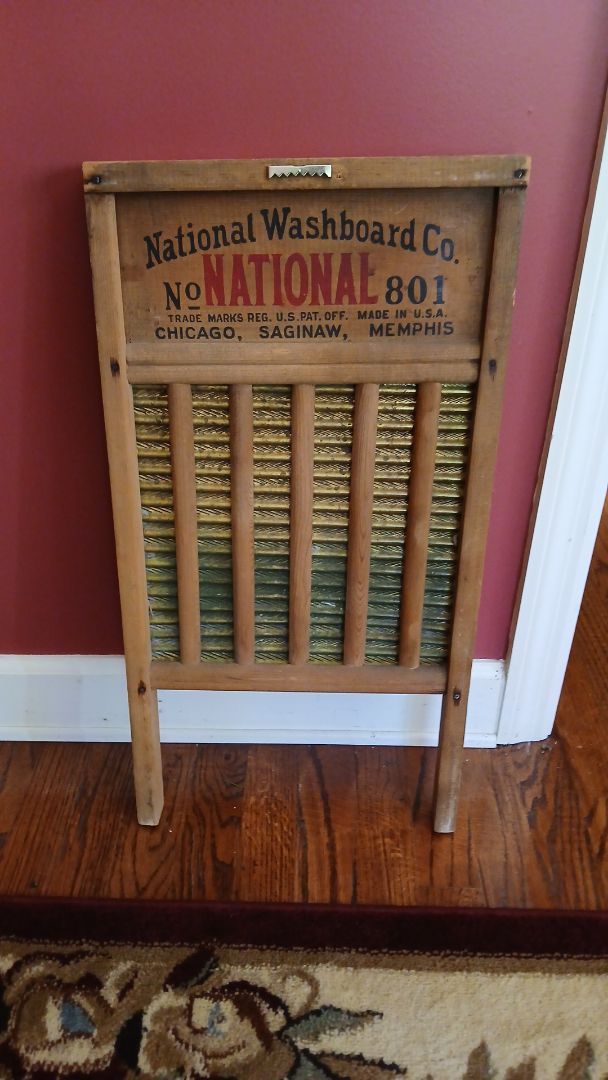 National Washboard Co.
No NATIONAL 801
TRADE MARKS REG. U.S. PAT. OFF. MADE IN U.S.A.
CHICAGO, SAGINAW, MEMPHIS